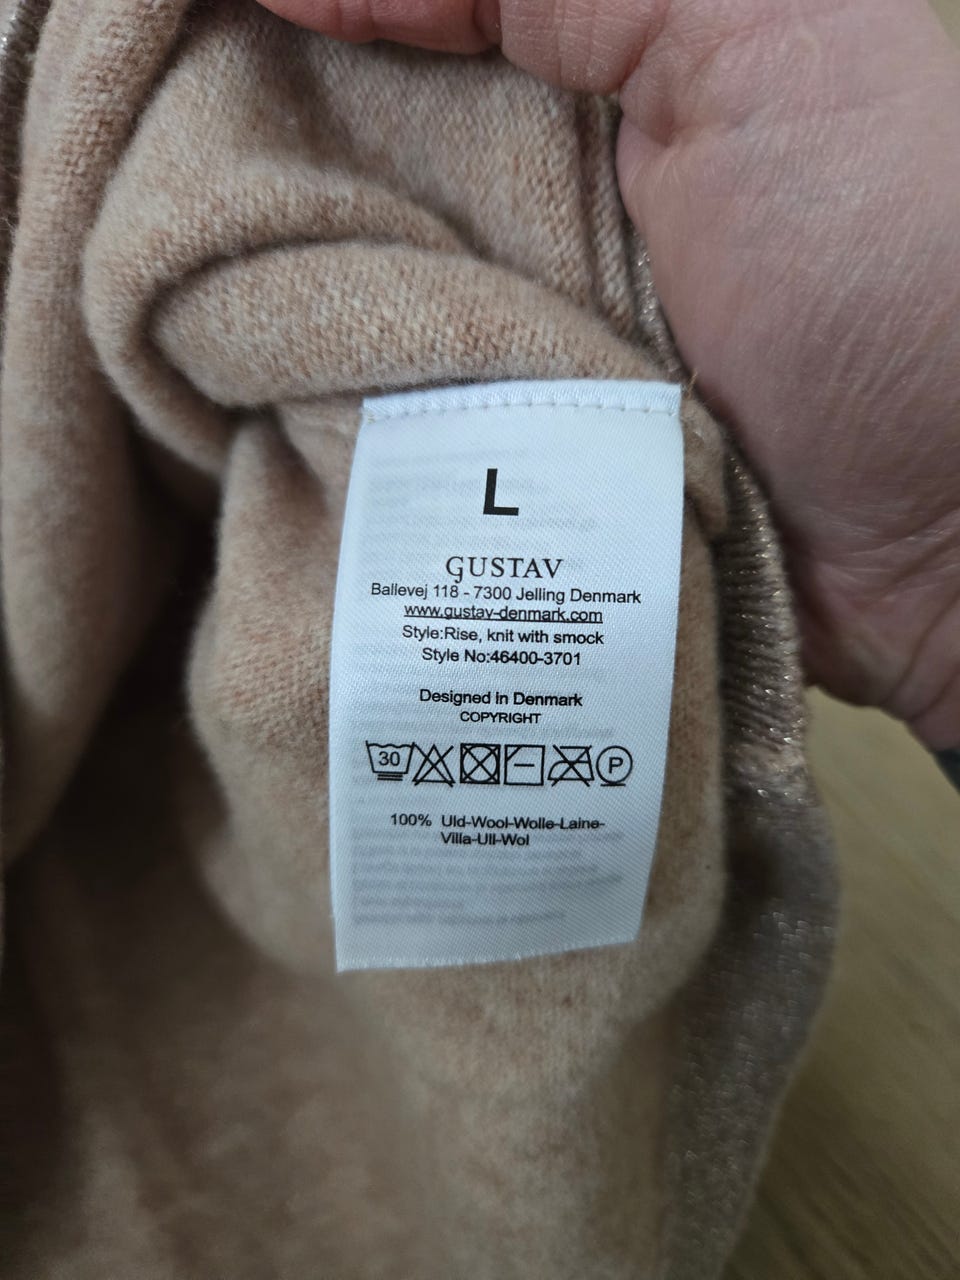 L
GUSTAV
Ballevej 118 - 7300 Jelling Denmark
www.gustav-denmark.com
Style:Rise, knit with smock
Style No:46400-3701
Designed in Denmark
COPYRIGHT
30 P
100% Uld-Wool-Wolle-Laine-
Villa-Ull-Wol